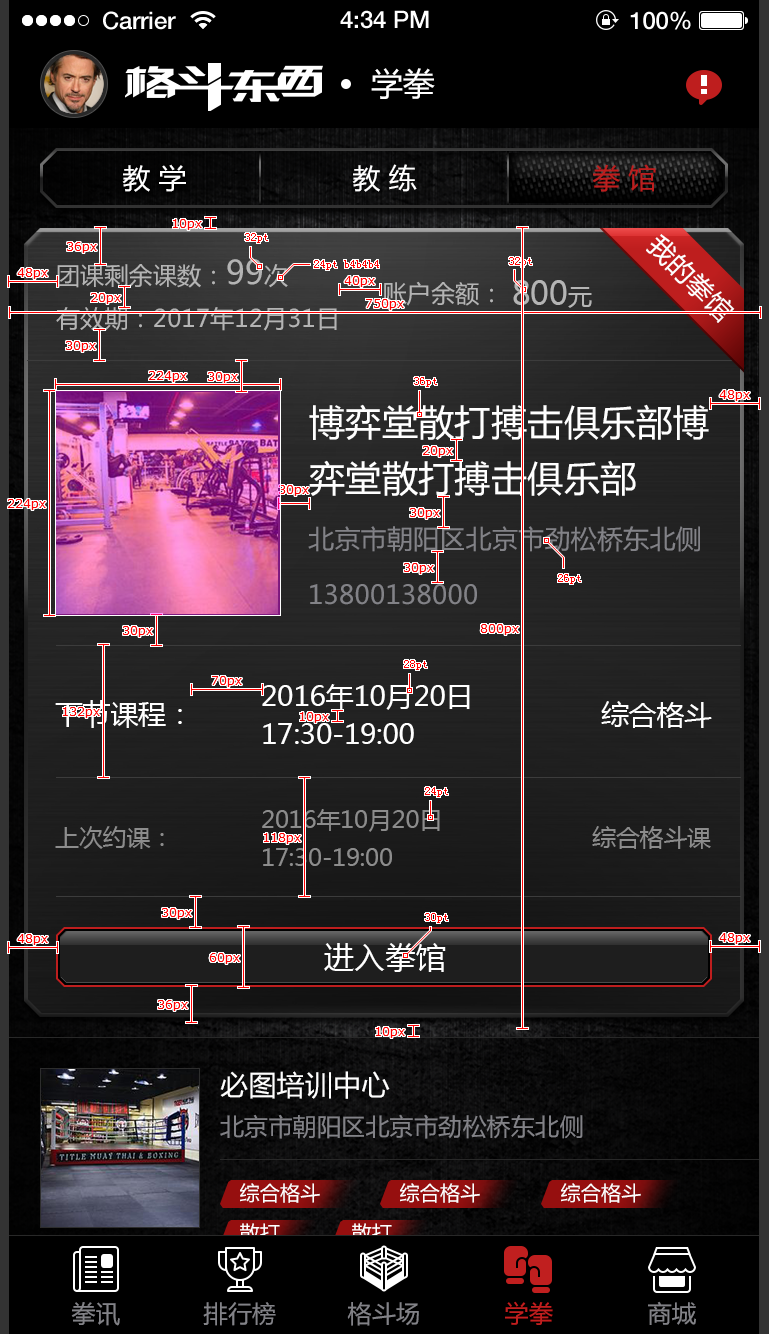 Carrier 4:34 PM 100%
格斗东西 • 学拳
教 学 教 练 拳 馆
10px
32pt
36px
我的拳馆
24pt b4b4b4
32pt
48px
团课剩余课数：99次
40px
账户余额： 800元
20px
750px
有效期：2017年12月31日
30px
224px
30px
36pt
48px
博弈堂散打搏击俱乐部博
20px
弈堂散打搏击俱乐部
224px
30px
30px
北京市朝阳区北京市劲松桥东北侧
30px
26pt
13800138000
30px
800px
28pt
70px
132px
下节课程： 2016年10月20日
10px
17:30-19:00
综合格斗
24pt
2016年10月20日
118px
上次约课：
17:30-19:00
综合格斗课
30px
30pt
48px
48px
60px
进入拳馆
36px
10px
必图培训中心
北京市朝阳区北京市劲松桥东北侧
TITLE MUAY THAI & BOXING
综合格斗 综合格斗 综合格斗
散打 散打
拳讯 排行榜 格斗场 学拳 商城